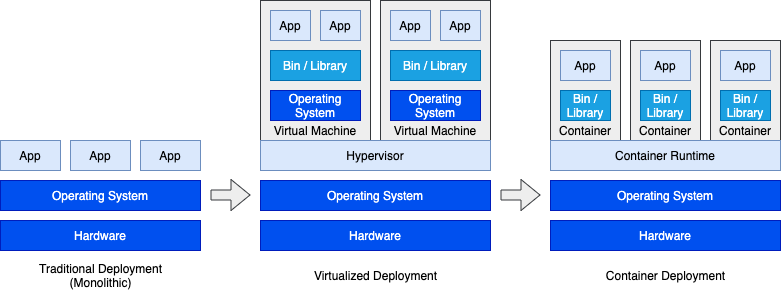 App
App
App
Operating System
Hardware
Traditional Deployment
(Monolithic)
App
App
Bin / Library
Operating
System
Virtual Machine
App
App
Bin / Library
Operating
System
Virtual Machine
Hypervisor
Operating System
Hardware
Virtualized Deployment
App
Bin /
Library
Container
App
Bin /
Library
Container
App
Bin /
Library
Container
Container Runtime
Operating System
Hardware
Container Deployment